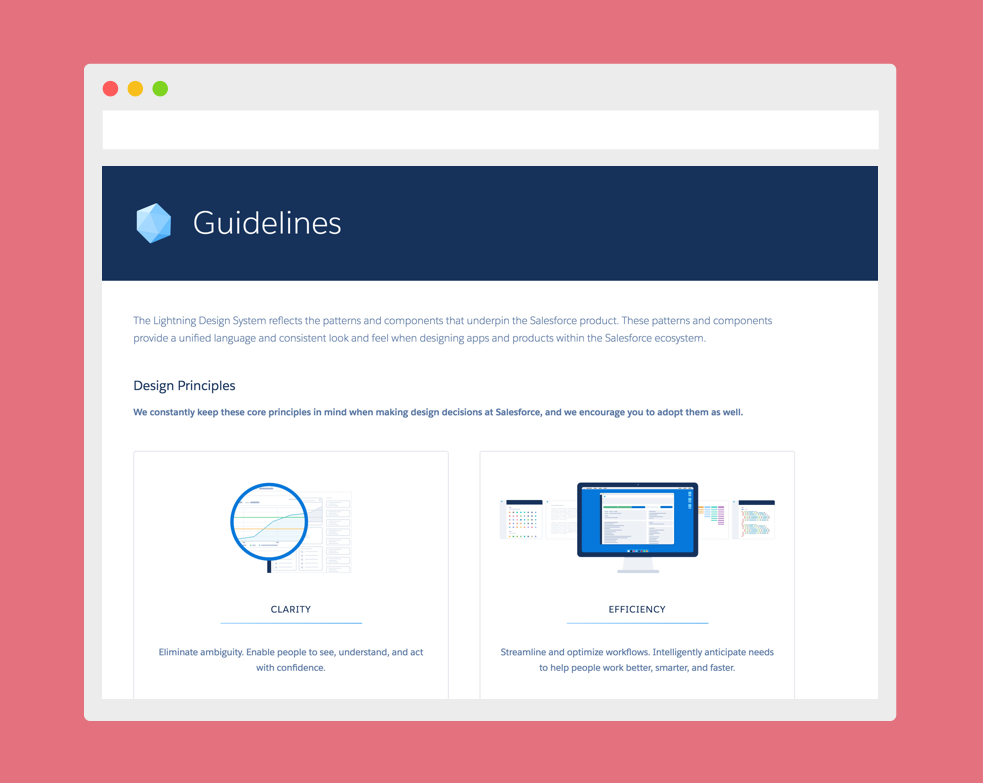 Guidelines
The Lightning Design System reflects the patterns and components that underpin the Salesforce product. These patterns and components
provide a unified language and consistent look and feel when designing apps and products within the Salesforce ecosystem.
Design Principles
We constantly keep these core principles in mind when making design decisions at Salesforce, and we encourage you to adopt them as well.
CLARITY
Eliminate ambiguity. Enable people to see, understand, and act
with confidence.
EFFICIENCY
Streamline and optimize workflows. Intelligently anticipate needs
to help people work better, smarter, and faster.